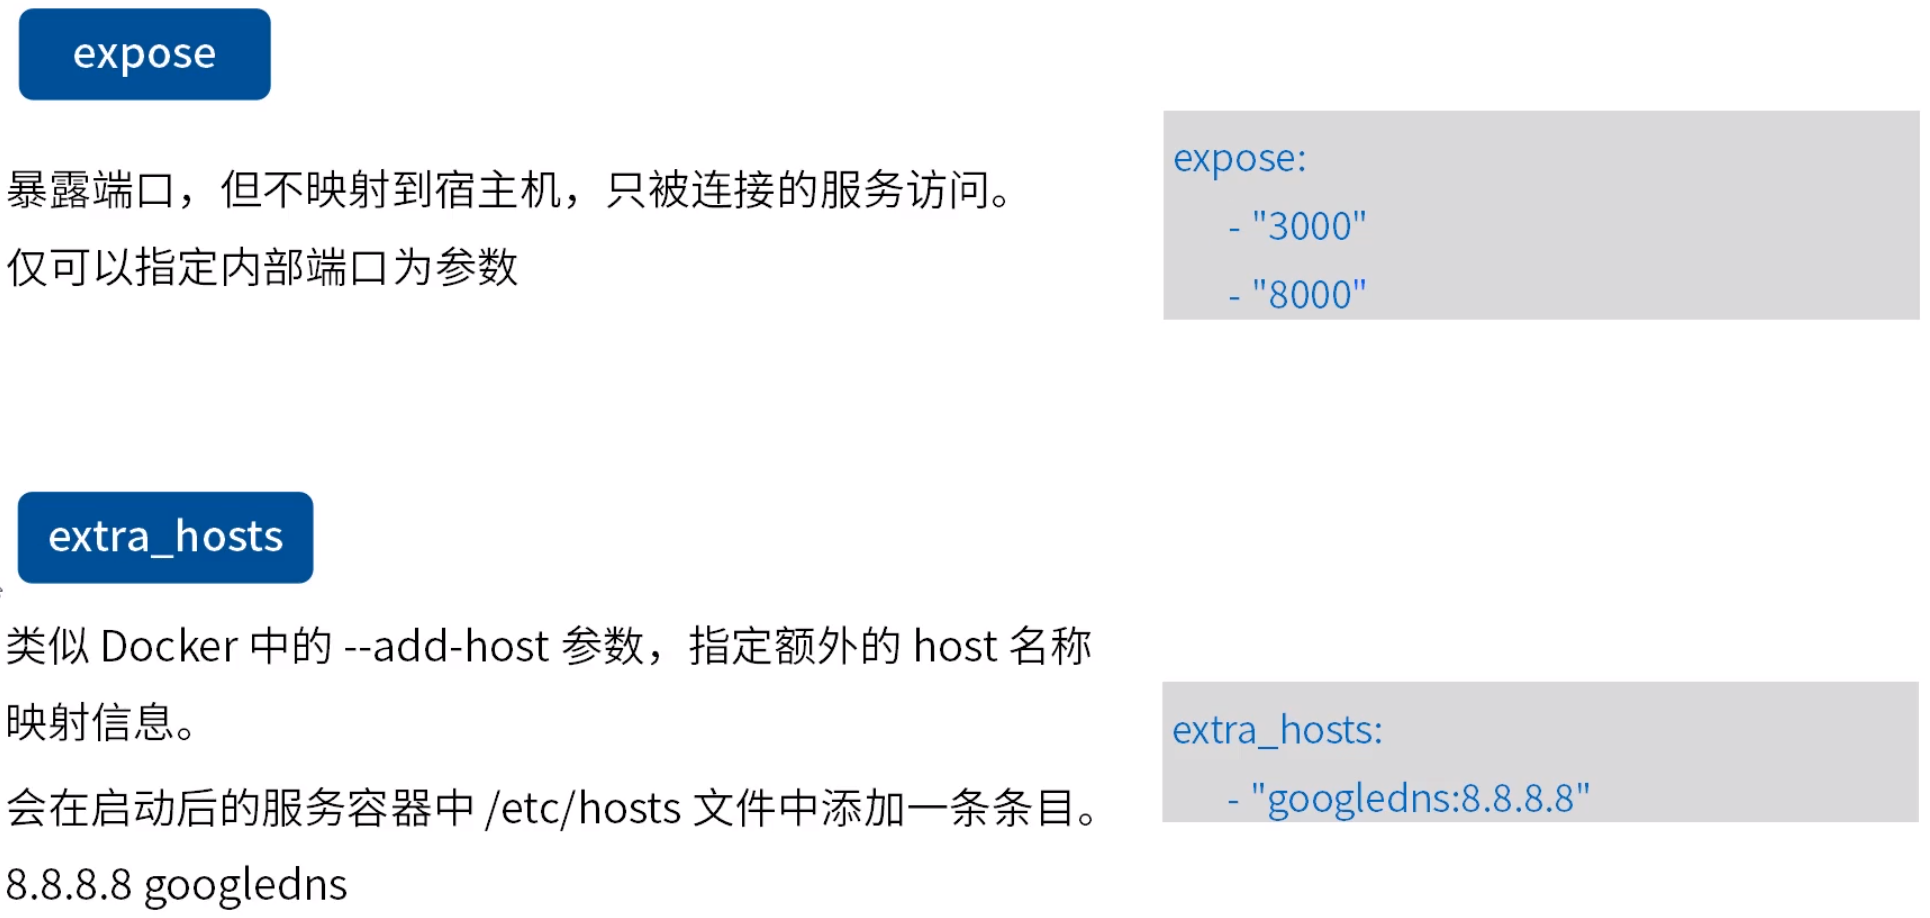 expose
暴露端口，但不映射到宿主机，只被连接的服务访问。
仅可以指定内部端口为参数
expose:
- "3000"
- "8000"
extra_hosts
类似 Docker 中的 --add-host 参数，指定额外的 host 名称
映射信息。
会在启动后的服务容器中 /etc/hosts 文件中添加一条条目。
8.8.8.8 googledns
extra_hosts:
- "googledns:8.8.8.8"